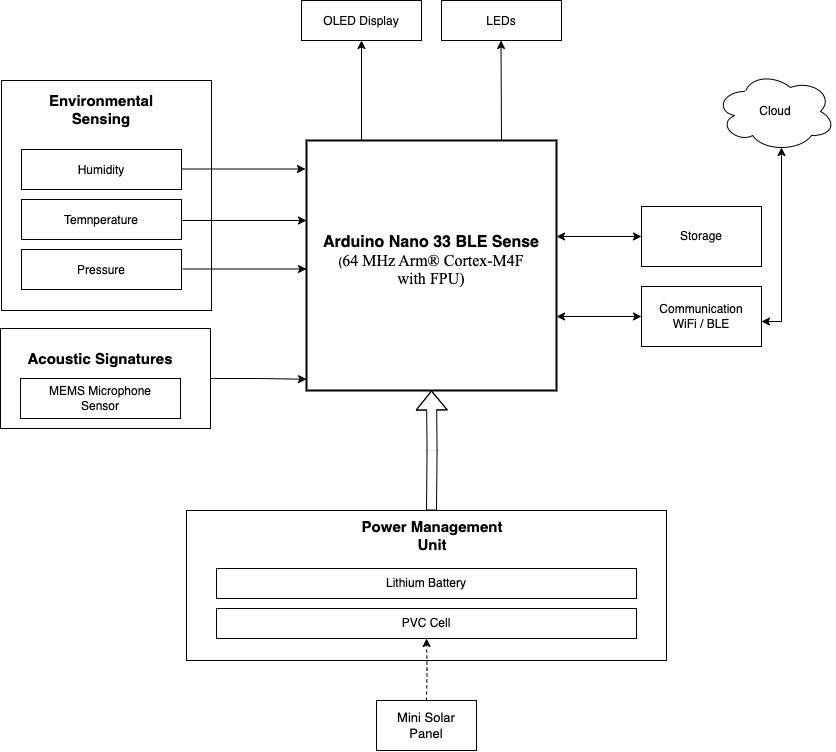 OLED Display
LEDs
Environmental
Sensing
Humidity
Temnperature
Pressure
Cloud
Arduino Nano 33 BLE Sense
(64 MHz Arm® Cortex-M4F
with FPU)
Storage
Communication
WiFi / BLE
Acoustic Signatures
MEMS Microphone
Sensor
Power Management
Unit
Lithium Battery
PVC Cell
Mini Solar
Panel